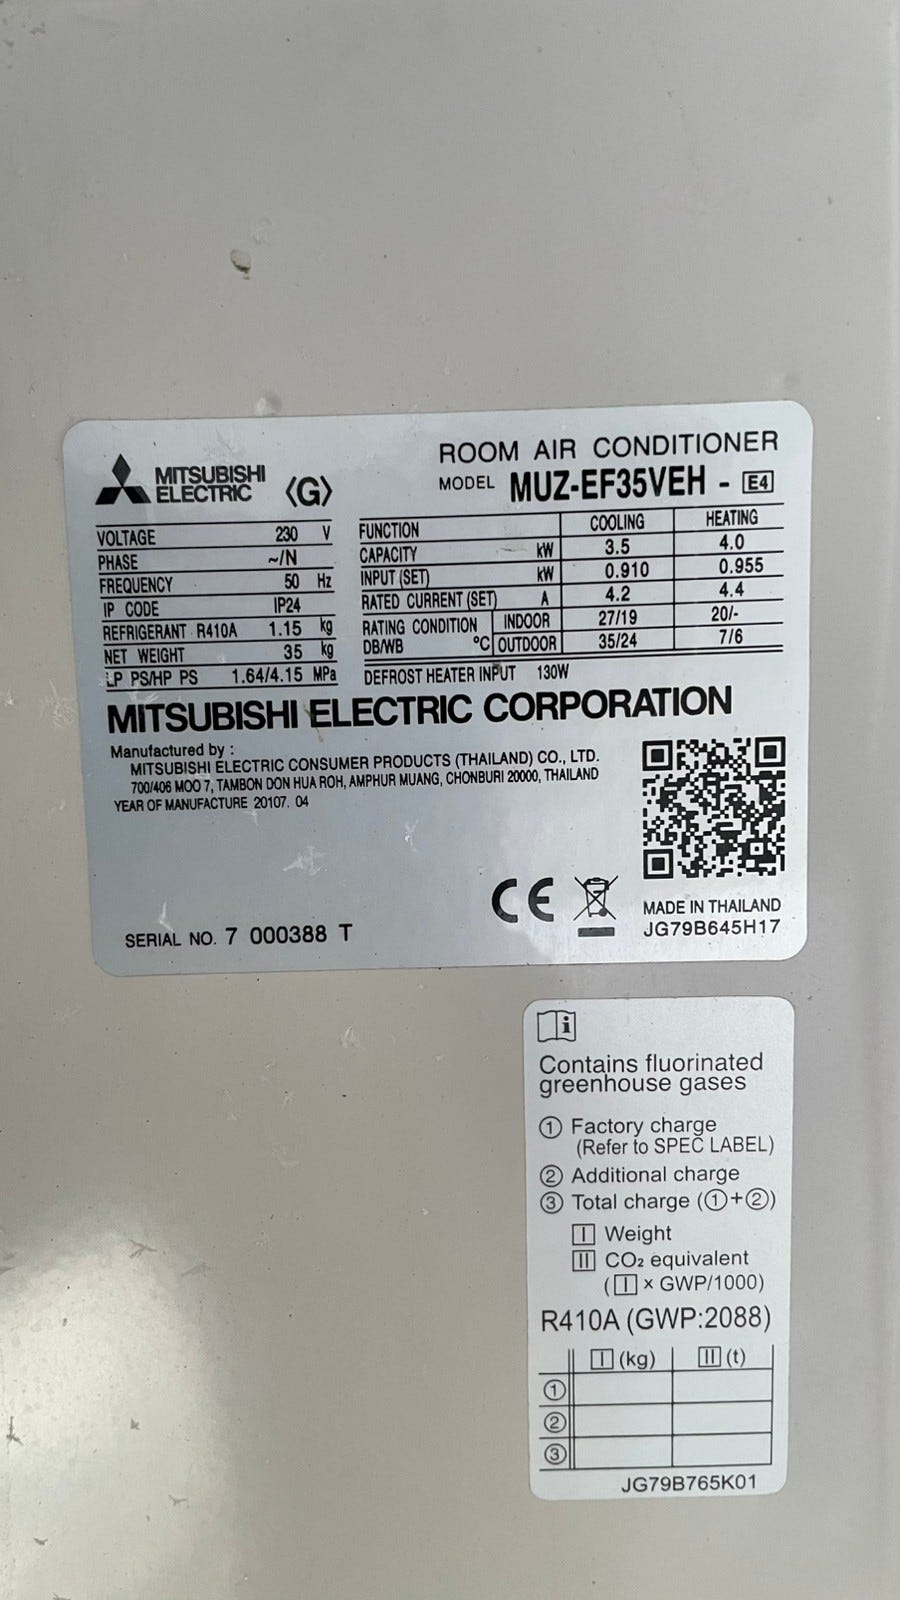 MITSUBISHI
ELECTRIC
⟨G⟩
ROOM AIR CONDITIONER
MODEL MUZ-EF35VEH - E4
VOLTAGE 230 V
PHASE ~/N
FREQUENCY 50 Hz
IP CODE IP24
REFRIGERANT R410A 1.15 kg
NET WEIGHT 35 kg
LP PS/HP PS 1.64/4.15 MPa
FUNCTION COOLING HEATING
CAPACITY kW 3.5 4.0
INPUT (SET) kW 0.910 0.955
RATED CURRENT (SET) A 4.2 4.4
RATING CONDITION DB/WB °C INDOOR 27/19 20/-
OUTDOOR 35/24 7/6
DEFROST HEATER INPUT 130W
MITSUBISHI ELECTRIC CORPORATION
Manufactured by :
MITSUBISHI ELECTRIC CONSUMER PRODUCTS (THAILAND) CO., LTD.
700/406 MOO 7, TAMBON DON HUA ROH, AMPHUR MUANG, CHONBURI 20000, THAILAND
YEAR OF MANUFACTURE 20107. 04
CE
MADE IN THAILAND
SERIAL NO. 7 000388 T
JG79B645H17
i
Contains fluorinated
greenhouse gases
① Factory charge
(Refer to SPEC LABEL)
② Additional charge
③ Total charge (①+②)
I Weight
II CO₂ equivalent
( I × GWP/1000)
R410A (GWP:2088)
I (kg) II (t)
①
②
③
JG79B765K01